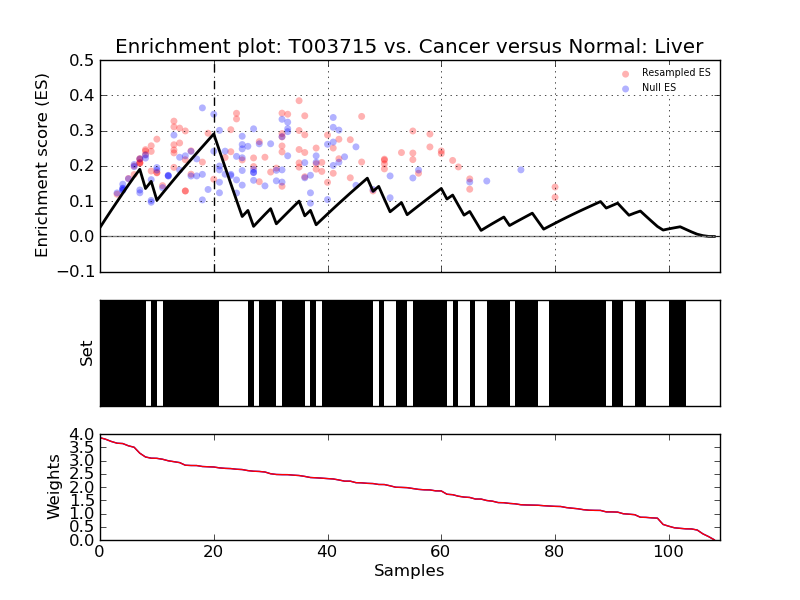 Enrichment plot: T003715 vs. Cancer versus Normal: Liver
0.5
0.4
0.3
0.2
0.1
0.0
−0.1
Enrichment score (ES)
Resampled ES
Null ES
Set
4.0
3.5
3.0
2.5
2.0
1.5
1.0
0.5
0.0
Weights
0 20 40 60 80 100
Samples